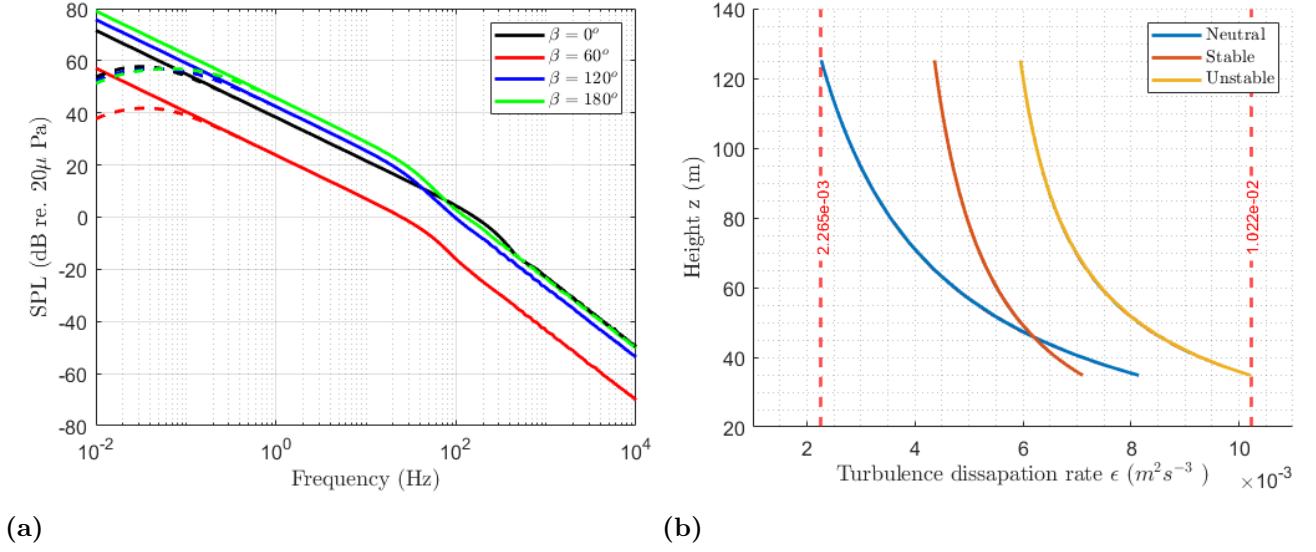 80
60
40
20
0
-20
-40
-60
-80
SPL (dB re. 20μ Pa)
10^-2
10^0
10^2
10^4
Frequency (Hz)
β = 0°
β = 60°
β = 120°
β = 180°
(a)
140
120
100
80
60
40
20
Height z (m)
2
4
6
8
10
× 10^-3
Turbulence dissapation rate ϵ (m²s⁻³ )
Neutral
Stable
Unstable
2.265e-03
1.022e-02
(b)